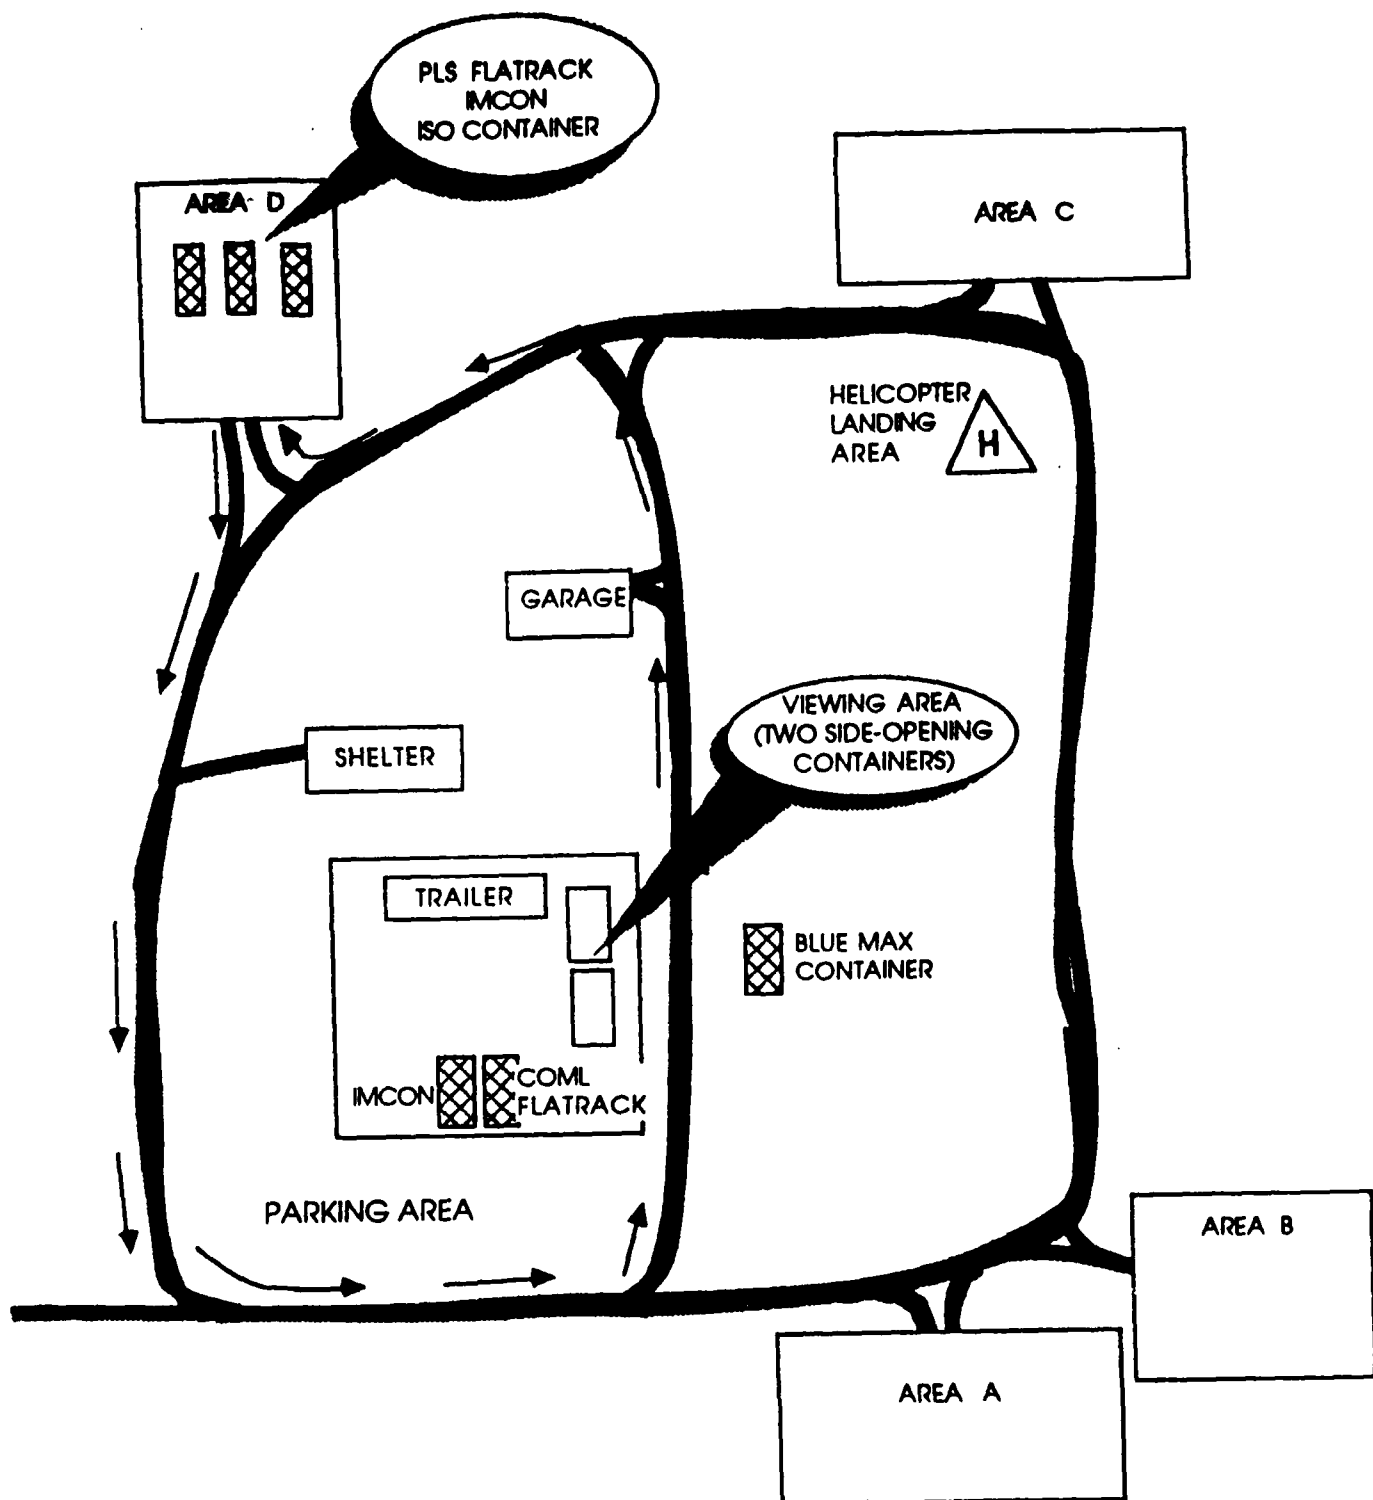 PLS FLATRACK
IMCON
ISO CONTAINER
AREA D
AREA C
HELICOPTER
LANDING
AREA
H
GARAGE
VIEWING AREA
(TWO SIDE-OPENING
CONTAINERS)
SHELTER
TRAILER
BLUE MAX
CONTAINER
IMCON
COML
FLATRACK
PARKING AREA
AREA B
AREA A